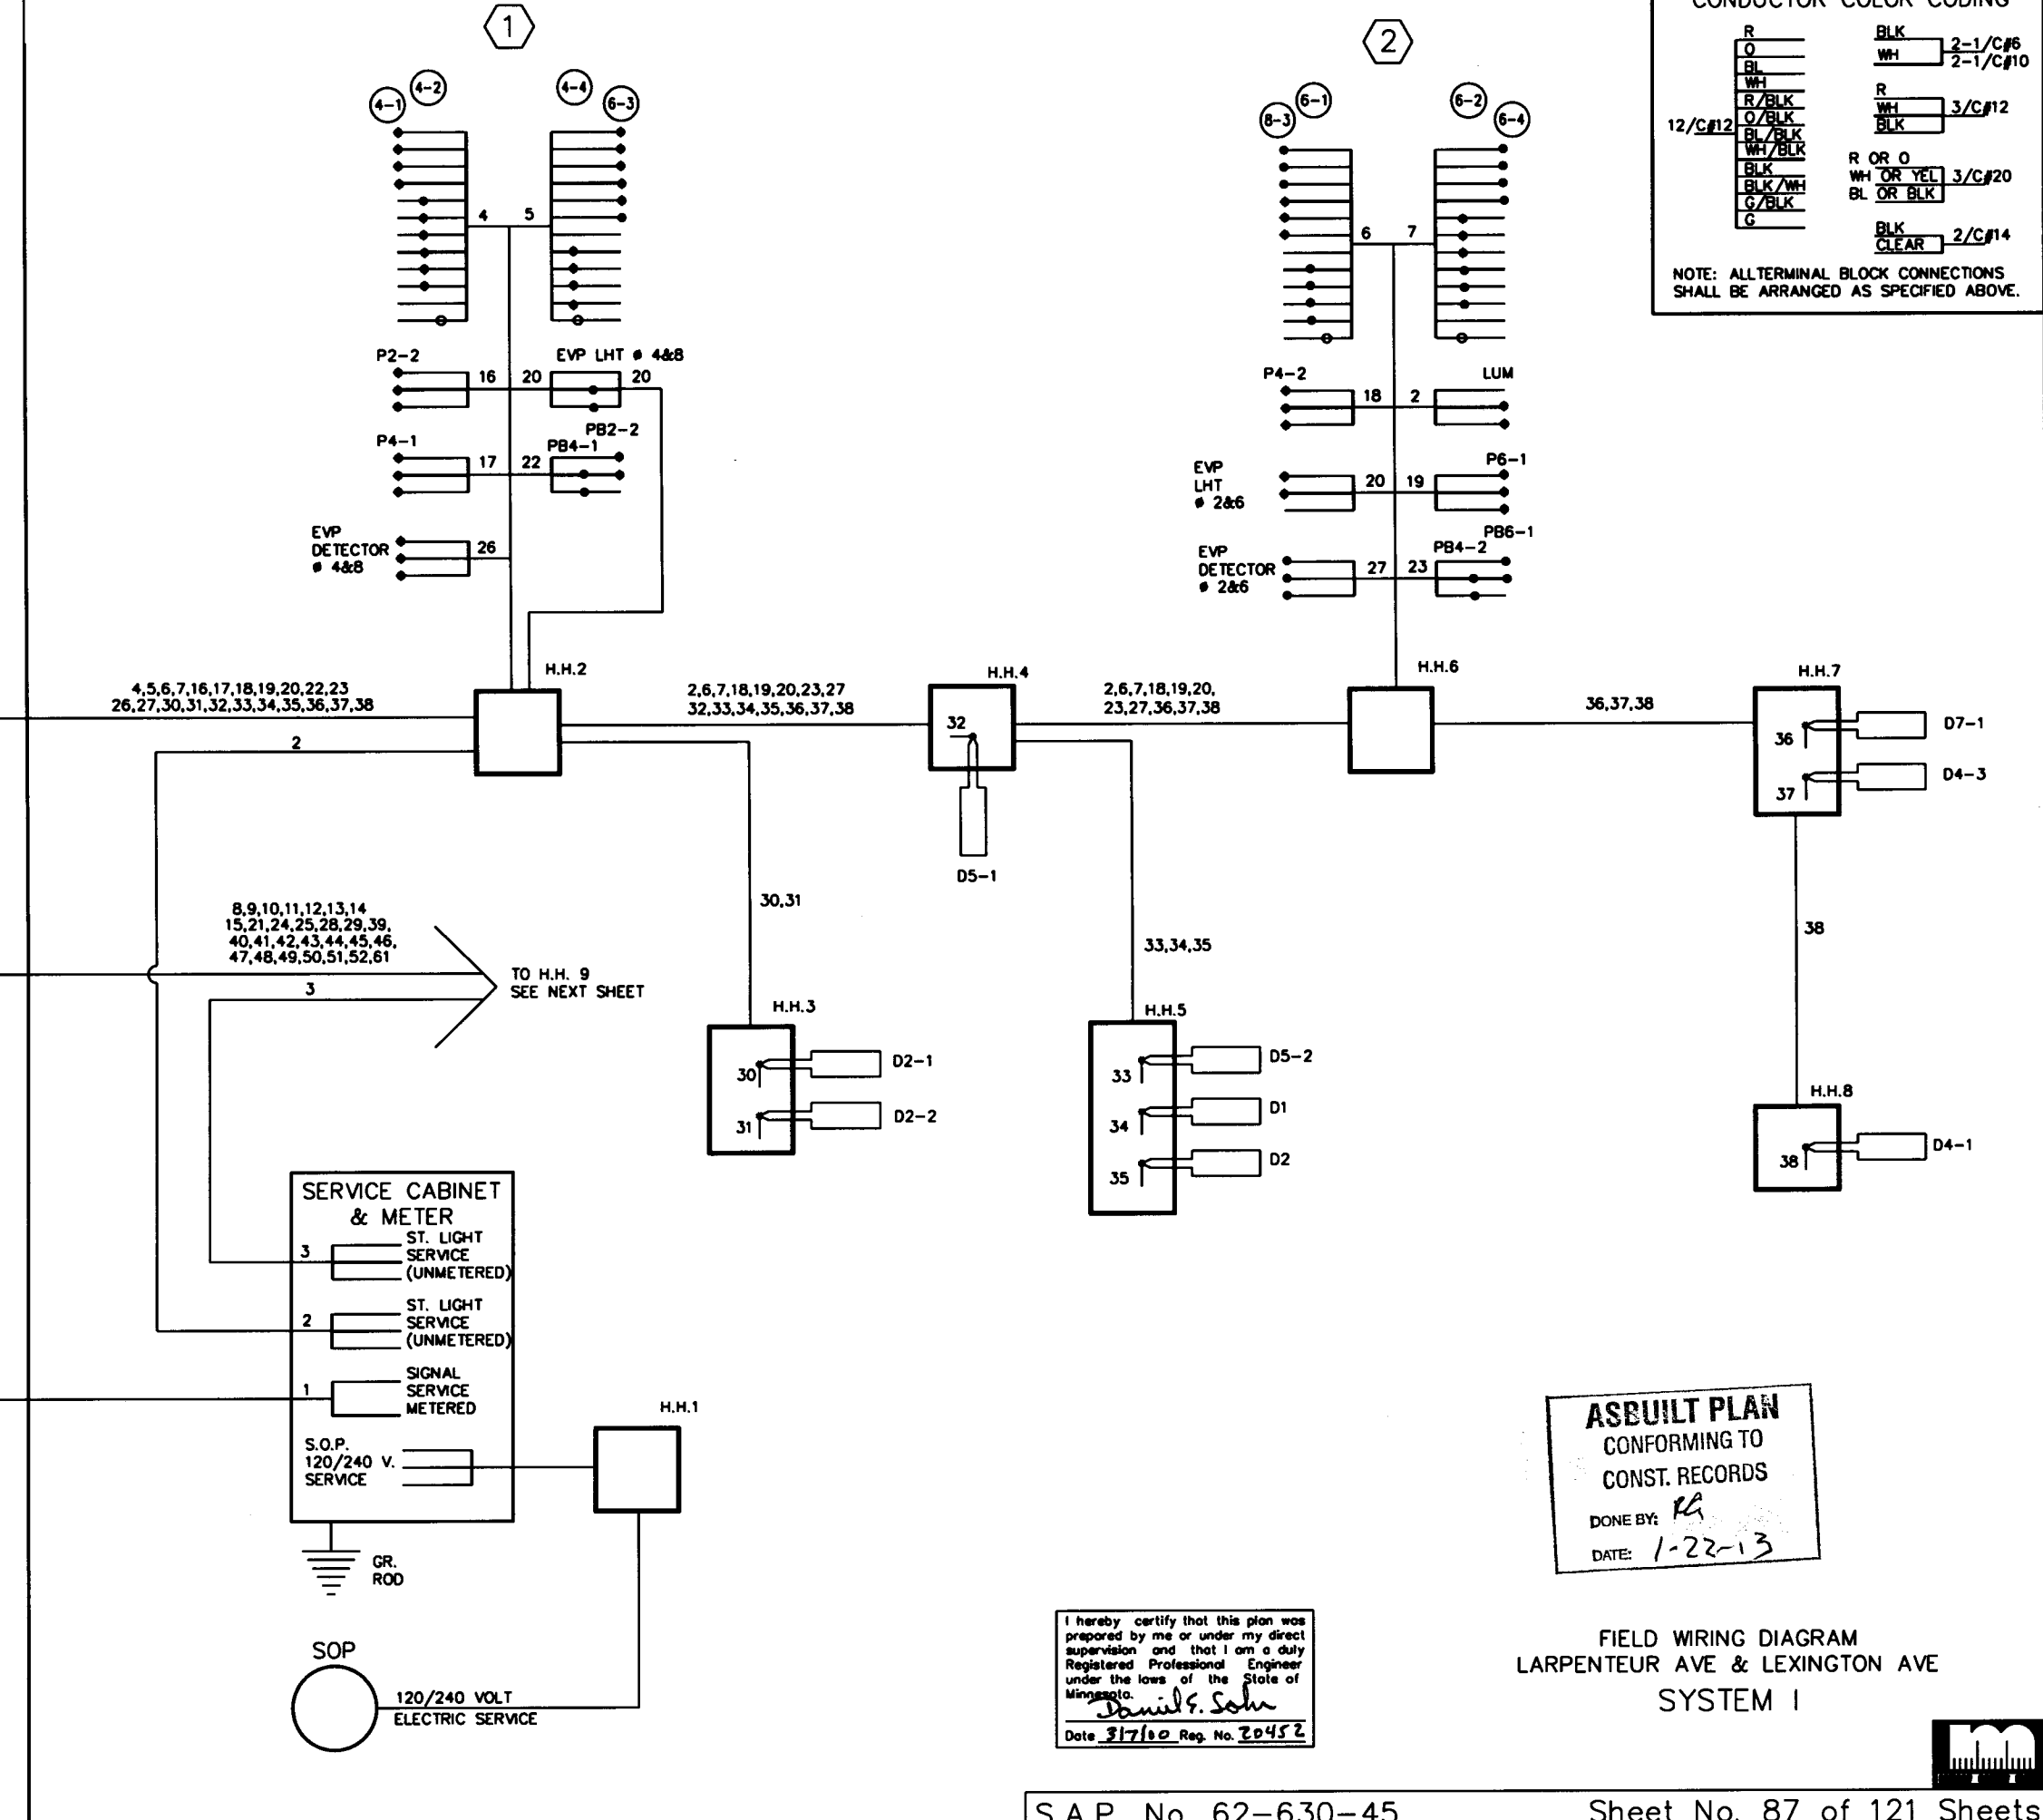 CONDUCTOR COLOR CODING
R
O
BL
WH
R/BLK
O/BLK
BL/BLK
WH/BLK
BLK
BLK/WH
G/BLK
G
12/C#12
BLK
WH
2-1/C#6
2-1/C#10
R
WH
BLK
3/C#12
R OR O
WH OR YEL
BL OR BLK
3/C#20
BLK
CLEAR
2/C#14
NOTE: ALL TERMINAL BLOCK CONNECTIONS
SHALL BE ARRANGED AS SPECIFIED ABOVE.
1
4-1
4-2
4-4
6-3
4
5
P2-2
16
20
EVP LHT ø 4&8
20
P4-1
17
22
PB4-1
PB2-2
EVP
DETECTOR
ø 4&8
26
2
8-3
6-1
6-2
6-4
6
7
P4-2
18
2
LUM
EVP
LHT
ø 2&6
20
19
P6-1
EVP
DETECTOR
ø 2&6
27
23
PB4-2
PB6-1
H.H.2
4,5,6,7,16,17,18,19,20,22,23
26,27,30,31,32,33,34,35,36,37,38
2
2,6,7,18,19,20,23,27
32,33,34,35,36,37,38
H.H.4
32
D5-1
2,6,7,18,19,20,
23,27,36,37,38
H.H.6
36,37,38
H.H.7
36
37
D7-1
D4-3
38
H.H.8
38
D4-1
30,31
H.H.3
30
31
D2-1
D2-2
33,34,35
H.H.5
33
34
35
D5-2
D1
D2
8,9,10,11,12,13,14
15,21,24,25,28,29,39,
40,41,42,43,44,45,46,
47,48,49,50,51,52,61
3
TO H.H. 9
SEE NEXT SHEET
SERVICE CABINET
& METER
3
ST. LIGHT
SERVICE
(UNMETERED)
2
ST. LIGHT
SERVICE
(UNMETERED)
1
SIGNAL
SERVICE
METERED
S.O.P.
120/240 V.
SERVICE
H.H.1
GR.
ROD
SOP
120/240 VOLT
ELECTRIC SERVICE
ASBUILT PLAN
CONFORMING TO
CONST. RECORDS
DONE BY: RG
DATE: 1-22-13
I hereby certify that this plan was
prepared by me or under my direct
supervision and that I am a duly
Registered Professional Engineer
under the laws of the State of
Minnesota.
Date 3/7/00 Reg. No. 20452
FIELD WIRING DIAGRAM
LARPENTEUR AVE & LEXINGTON AVE
SYSTEM I
m
S.A.P. No. 62-630-45
Sheet No. 87 of 121 Sheets